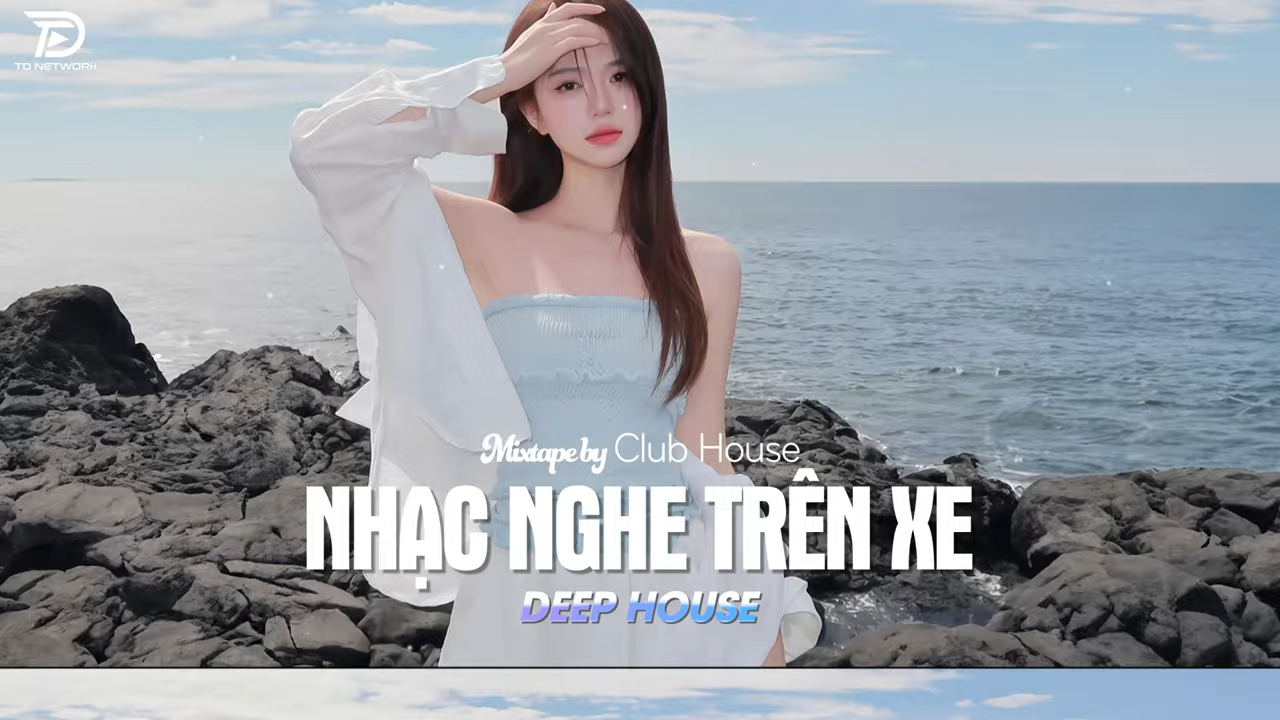 TD NETWORK
Mixtape by Club House
NHẠC NGHE TRÊN XE
DEEP HOUSE